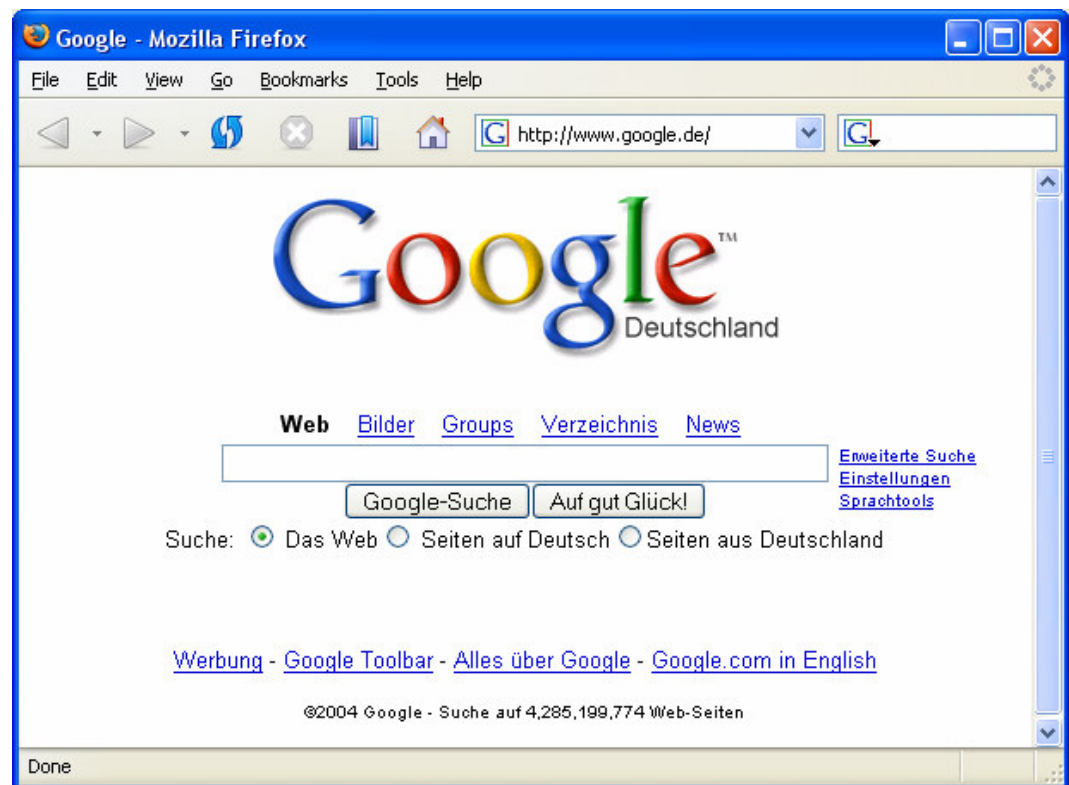 Google - Mozilla Firefox
File Edit View Go Bookmarks Tools Help
G http://www.google.de/ G
Google™
Deutschland
Web Bilder Groups Verzeichnis News
Erweiterte Suche
Einstellungen
Google-Suche Auf gut Glück! Sprachtools
Suche: Das Web Seiten auf Deutsch Seiten aus Deutschland
Werbung - Google Toolbar - Alles über Google - Google.com in English
©2004 Google - Suche auf 4,285,199,774 Web-Seiten
Done